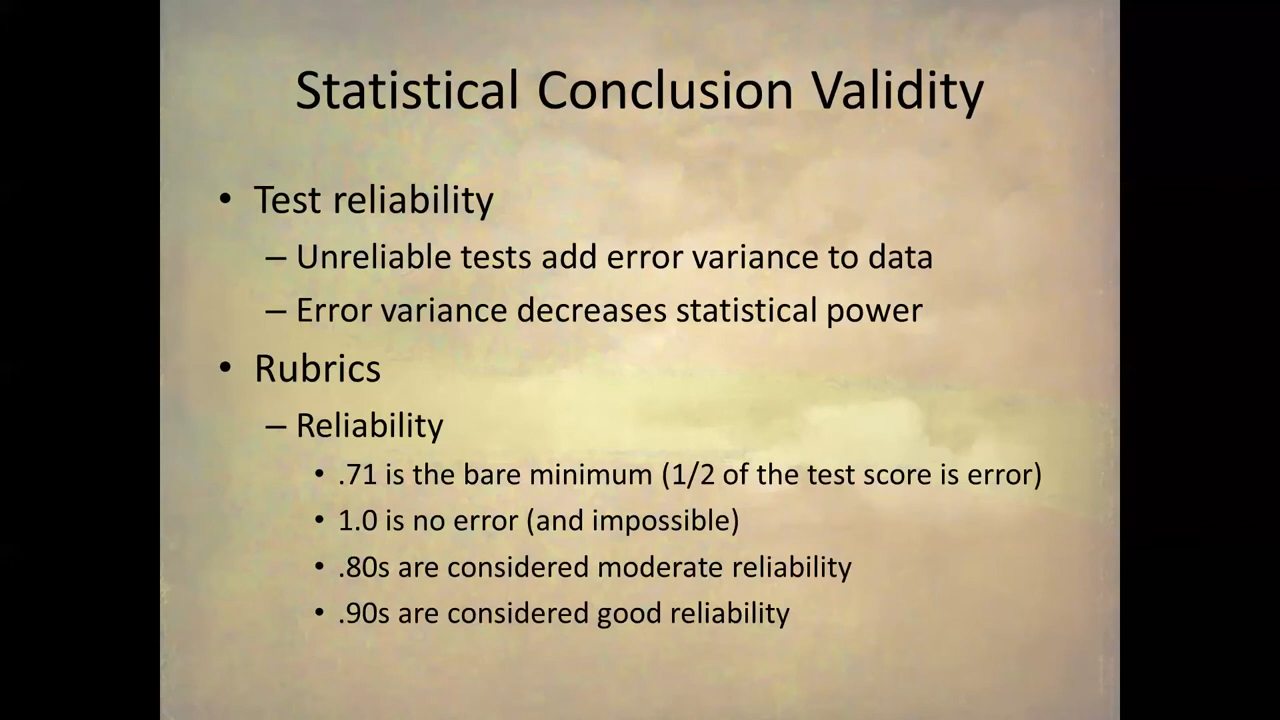 Statistical Conclusion Validity
• Test reliability
– Unreliable tests add error variance to data
– Error variance decreases statistical power
• Rubrics
– Reliability
• .71 is the bare minimum (1/2 of the test score is error)
• 1.0 is no error (and impossible)
• .80s are considered moderate reliability
• .90s are considered good reliability